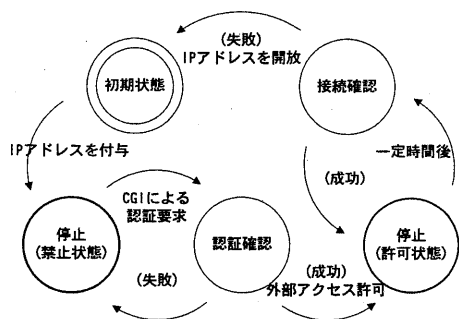 (失敗)
IPアドレスを開放
初期状態
接続確認
IPアドレスを付与
一定時間後
(成功)
CGIによる
認証要求
停止
(禁止状態)
認証確認
停止
(許可状態)
(失敗)
(成功)
外部アクセス許可